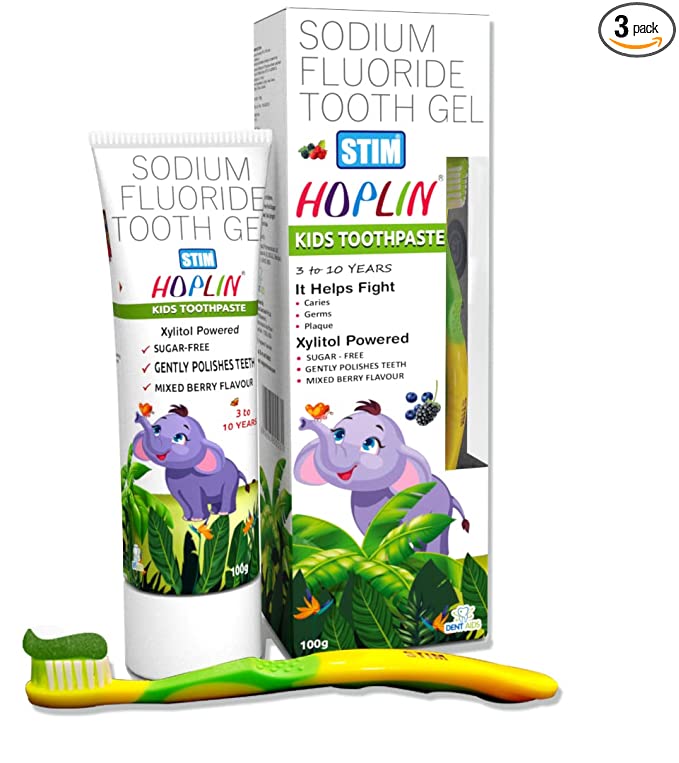 3 pack
SODIUM
FLUORIDE
TOOTH GEL
STIM
HOPLIN®
KIDS TOOTHPASTE
3 to 10 YEARS
It Helps Fight
• Caries
• Germs
• Plaque
Xylitol Powered
• SUGAR - FREE
• GENTLY POLISHES TEETH
• MIXED BERRY FLAVOUR
100g
DENT AIDS
SODIUM
FLUORIDE
TOOTH GE
STIM
HOPLIN®
KIDS TOOTHPASTE
Xylitol Powered
✓ SUGAR-FREE
✓ GENTLY POLISHES TEETH
✓ MIXED BERRY FLAVOUR
3 to
10 YEARS
100g
STIM